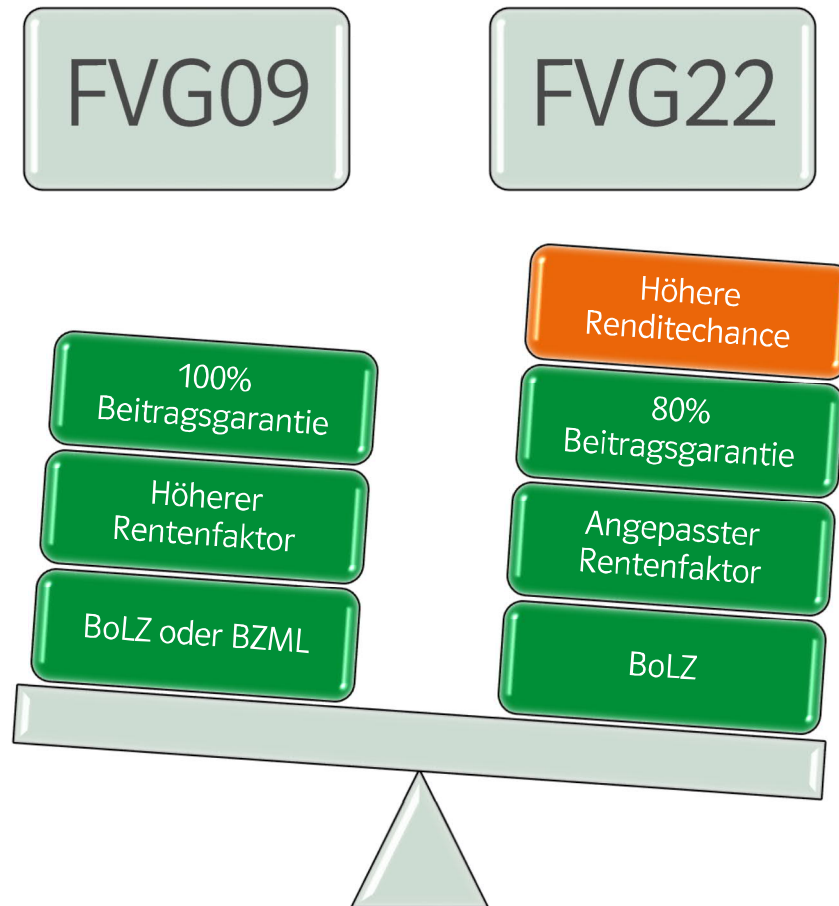 FVG09
FVG22
100%
Beitragsgarantie
Höherer
Rentenfaktor
BoLZ oder BZML
Höhere
Renditechance
80%
Beitragsgarantie
Angepasster
Rentenfaktor
BoLZ